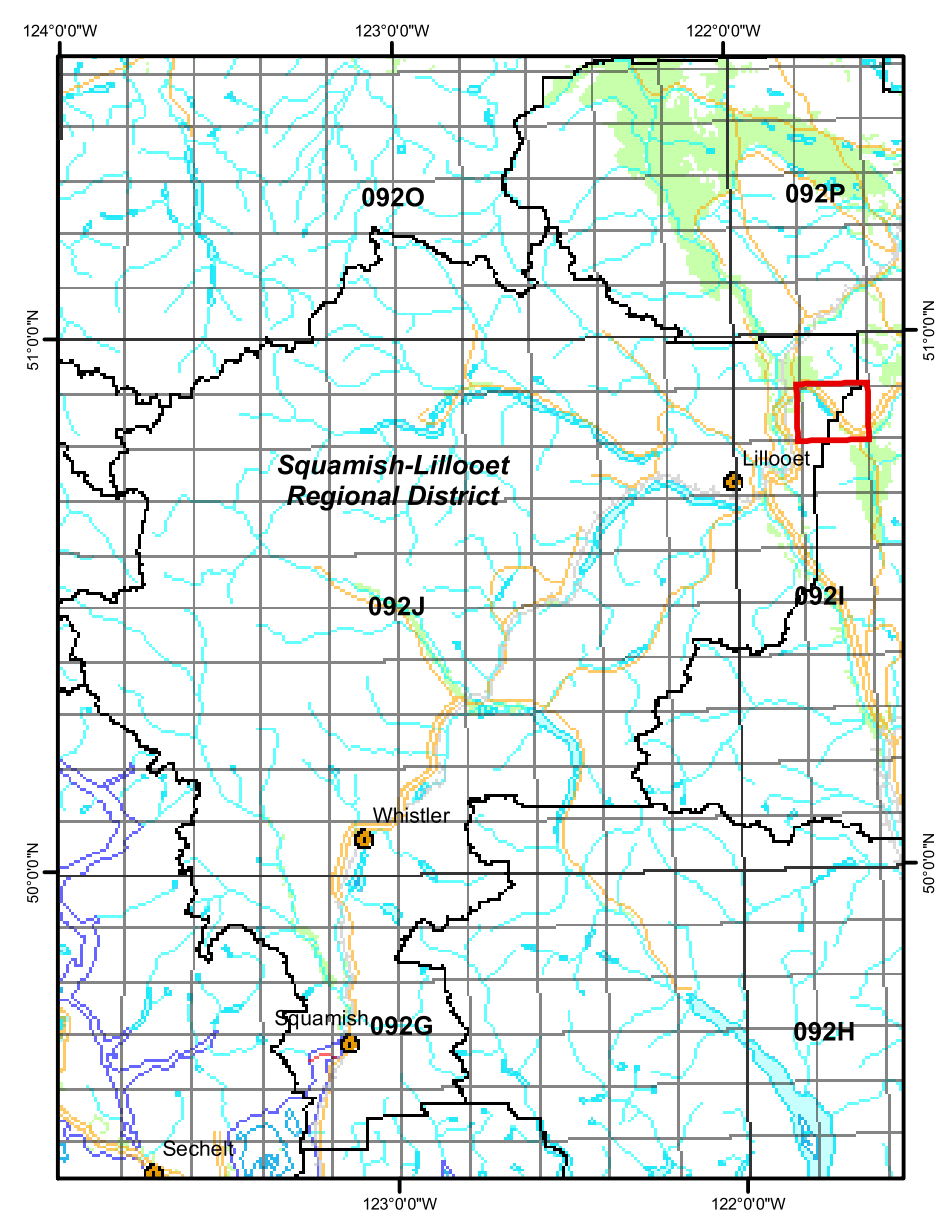 124°0'0"W
123°0'0"W
122°0'0"W
092O
092P
51°0'0"N
51°0'0"N
Lillooet
Squamish-Lillooet
Regional District
092J
092I
Whistler
50°0'0"N
50°0'0"N
Squamish
092G
092H
Sechelt
123°0'0"W
122°0'0"W